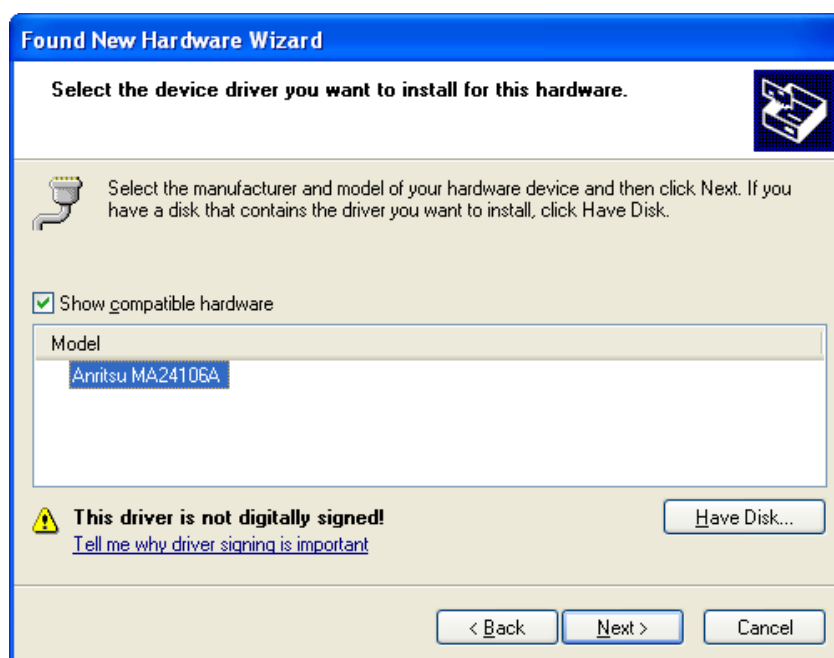 Found New Hardware Wizard
Select the device driver you want to install for this hardware.
Select the manufacturer and model of your hardware device and then click Next. If you
have a disk that contains the driver you want to install, click Have Disk.
Show compatible hardware
Model
Anritsu MA24106A
This driver is not digitally signed!
Have Disk...
Tell me why driver signing is important
< Back
Next >
Cancel